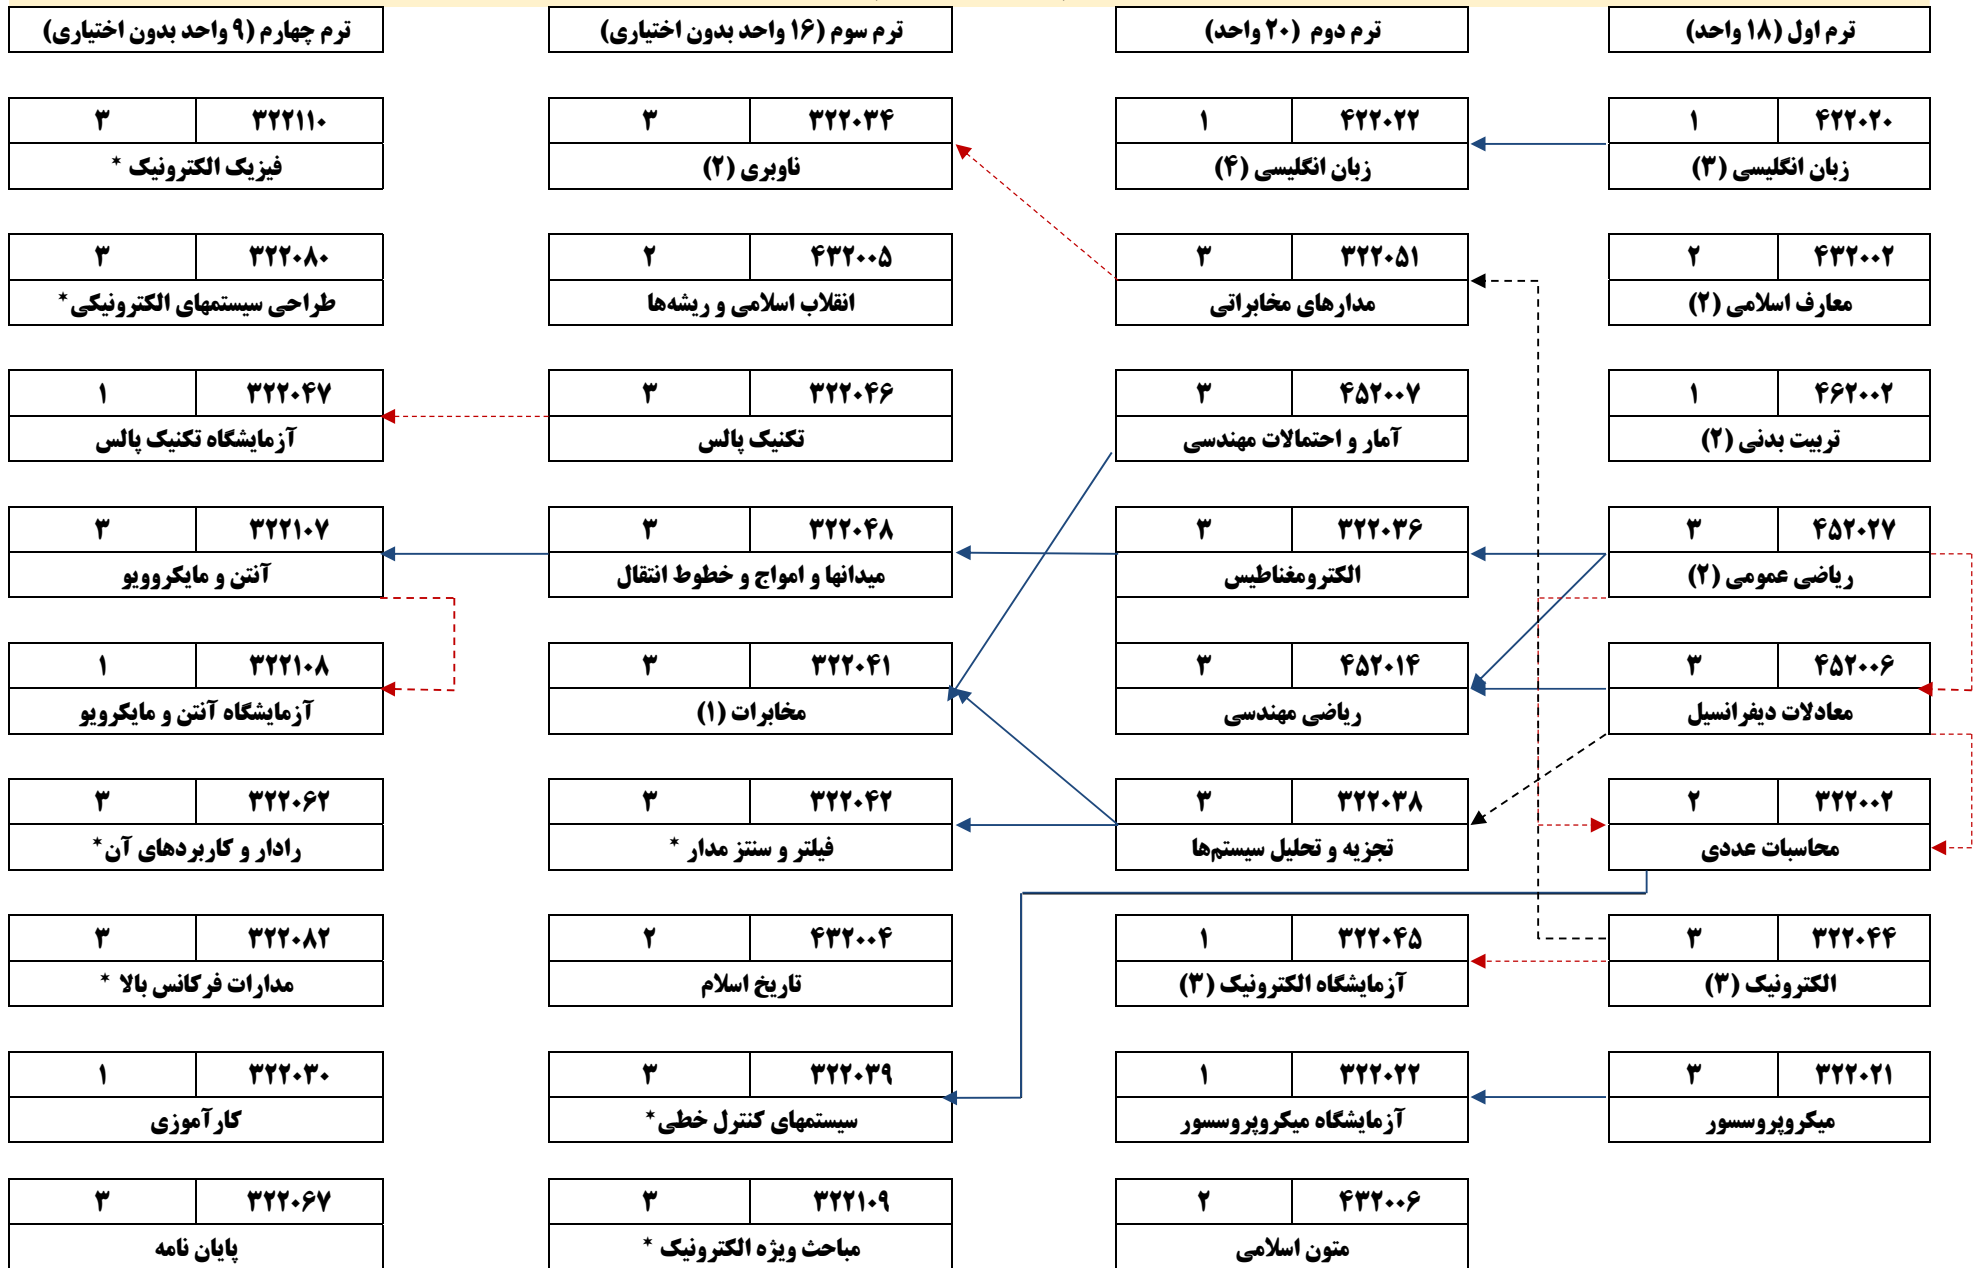 ترم اول (۱۸ واحد) ترم دوم (۲۰ واحد) ترم سوم (۱۶ واحد بدون اختیاری) ترم چهارم (۹ واحد بدون اختیاری)
۴۲۲۰۲۰ ۱ ۴۲۲۰۲۲ ۱ ۳۲۲۰۳۴ ۳ ۳۲۲۱۱۰ ۳
زبان انگلیسی (۳) زبان انگلیسی (۴) ناوبری (۲) فیزیک الکترونیک *
۴۳۲۰۰۲ ۲ ۳۲۲۰۵۱ ۳ ۴۳۲۰۰۵ ۲ ۳۲۲۰۸۰ ۳
معارف اسلامی (۲) مدارهای مخابراتی انقلاب اسلامی و ریشه‌ها طراحی سیستمهای الکترونیکی*
۴۶۲۰۰۲ ۱ ۴۵۲۰۰۷ ۳ ۳۲۲۰۴۶ ۳ ۳۲۲۰۴۷ ۱
تربیت بدنی (۲) آمار و احتمالات مهندسی تکنیک پالس آزمایشگاه تکنیک پالس
۴۵۲۰۲۷ ۳ ۳۲۲۰۳۶ ۳ ۳۲۲۰۴۸ ۳ ۳۲۲۱۰۷ ۳
ریاضی عمومی (۲) الکترومغناطیس میدانها و امواج و خطوط انتقال آنتن و مایکروویو
۴۵۲۰۰۶ ۳ ۴۵۲۰۱۴ ۳ ۳۲۲۰۴۱ ۳ ۳۲۲۱۰۸ ۱
معادلات دیفرانسیل ریاضی مهندسی مخابرات (۱) آزمایشگاه آنتن و مایکرویو
۳۲۲۰۰۲ ۲ ۳۲۲۰۳۸ ۳ ۳۲۲۰۴۲ ۳ ۳۲۲۰۶۲ ۳
محاسبات عددی تجزیه و تحلیل سیستم‌ها فیلتر و سنتز مدار * رادار و کاربردهای آن*
۳۲۲۰۴۴ ۳ ۳۲۲۰۴۵ ۱ ۴۳۲۰۰۴ ۲ ۳۲۲۰۸۲ ۳
الکترونیک (۳) آزمایشگاه الکترونیک (۳) تاریخ اسلام مدارات فرکانس بالا *
۳۲۲۰۲۱ ۳ ۳۲۲۰۲۲ ۱ ۳۲۲۰۳۹ ۳ ۳۲۲۰۳۰ ۱
میکروپروسسور آزمایشگاه میکروپروسسور سیستمهای کنترل خطی* کارآموزی
۴۳۲۰۰۶ ۲ ۳۲۲۱۰۹ ۳ ۳۲۲۰۶۷ ۳
متون اسلامی مباحث ویژه الکترونیک * پایان نامه